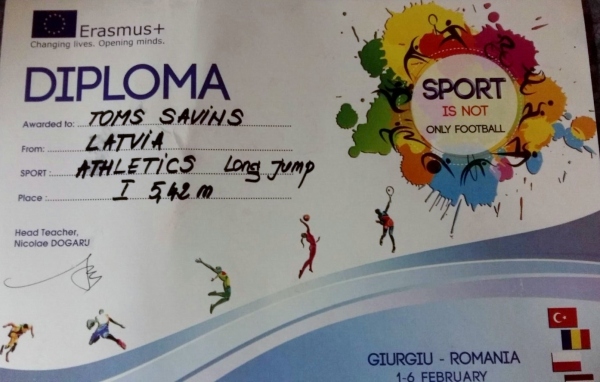 Erasmus+
Changing lives. Opening minds.
DIPLOMA
Awarded to: TOMS SAVINS
From: LATVIA
SPORT: ATHLETICS Long Jump
Place: I 5,42 m
Head Teacher,
Nicolae DOGARU
SPORT
IS NOT
ONLY FOOTBALL
GIURGIU - ROMANIA
1-6 FEBRUARY